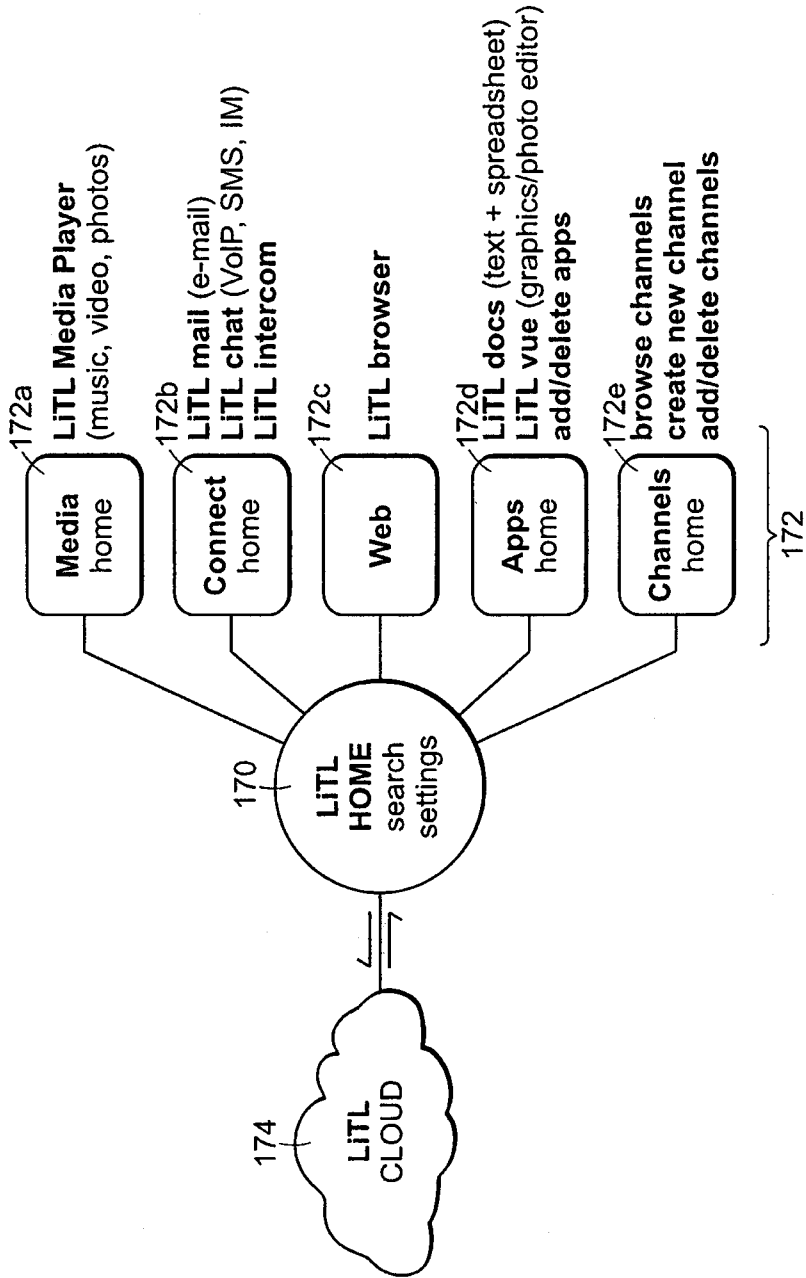 174
LiTL
CLOUD
170
LiTL
HOME
search
settings
172a
Media
home
LiTL Media Player
(music, video, photos)
172b
Connect
home
LiTL mail (e-mail)
LiTL chat (VoIP, SMS, IM)
LiTL intercom
172c
Web
LiTL browser
172d
Apps
home
LiTL docs (text + spreadsheet)
LiTL vue (graphics/photo editor)
add/delete apps
172e
Channels
home
browse channels
create new channel
add/delete channels
172